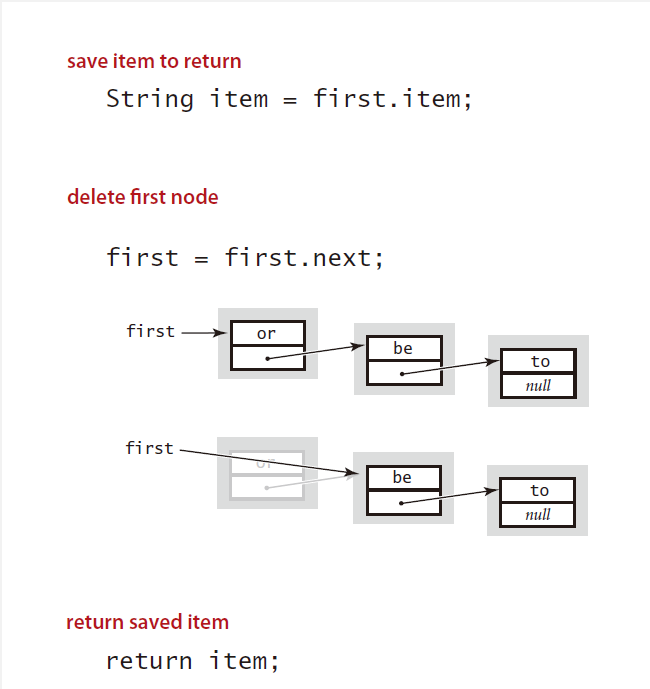 save item to return
String item = first.item;
delete first node
first = first.next;
first
or
be
to
null
first
or
be
to
null
return saved item
return item;